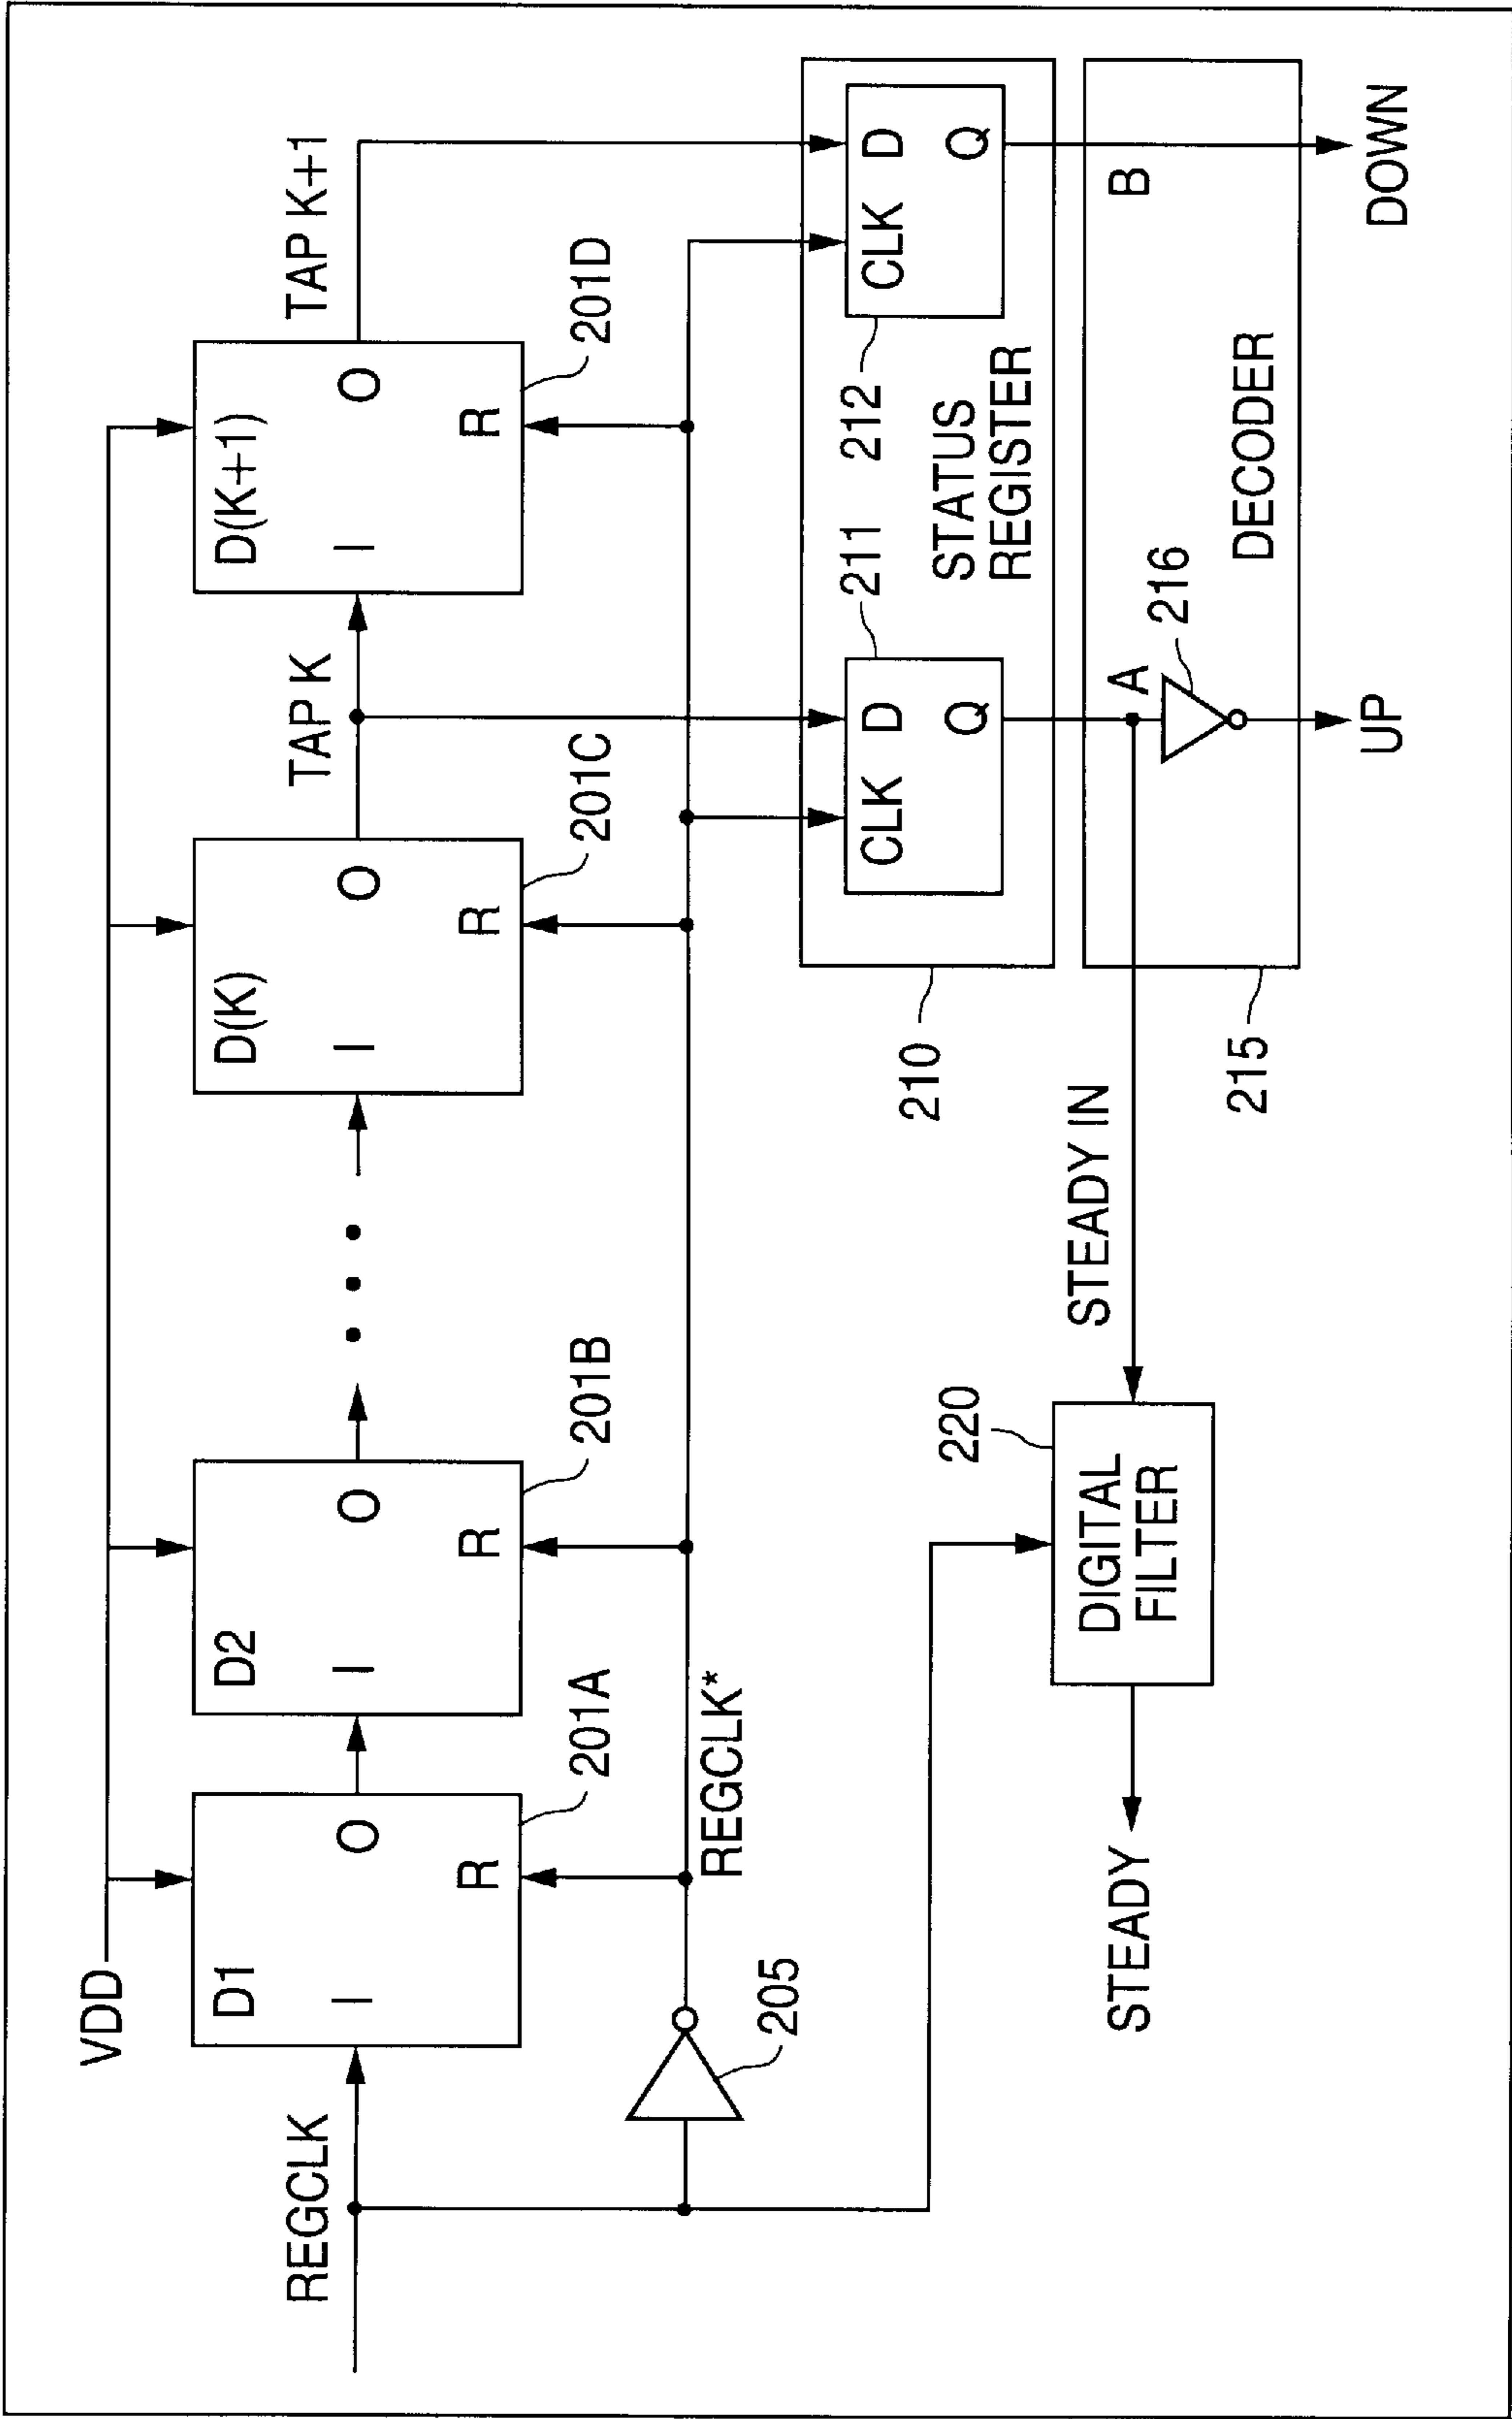 VDD
REGCLK
D1
I
O
R
201A
D2
I
O
R
201B
D(K)
I
O
R
201C
TAP K
D(K+1)
I
O
R
201D
TAP K+1
205
REGCLK*
CLK
D
Q
211
CLK
D
Q
212
STATUS
REGISTER
210
A
216
B
DECODER
215
UP
DOWN
STEADY IN
220
DIGITAL
FILTER
STEADY